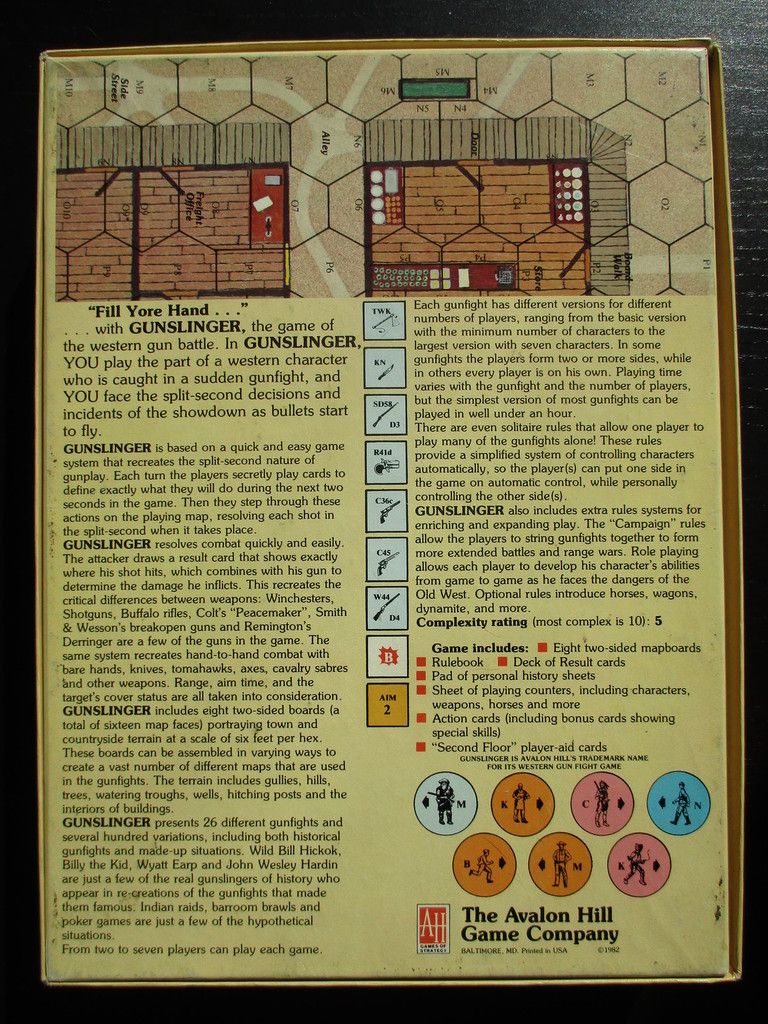 M10
Side
Street
M9
M8
M7
M6
M5
M4
M3
M2
N5
N4
N6
N2
N1
Alley
Door
Freight
Office
O10
O9
O8
O7
O6
O5
O4
O3
O2
P9
P8
P7
P6
P5
P4
P2
P1
Store
Board
Walk
"Fill Yore Hand . . ."
. . . with GUNSLINGER, the game of
the western gun battle. In GUNSLINGER,
YOU play the part of a western character
who is caught in a sudden gunfight, and
YOU face the split-second decisions and
incidents of the showdown as bullets start
to fly.
GUNSLINGER is based on a quick and easy game
system that recreates the split-second nature of
gunplay. Each turn the players secretly play cards to
define exactly what they will do during the next two
seconds in the game. Then they step through these
actions on the playing map, resolving each shot in
the split-second when it takes place.
GUNSLINGER resolves combat quickly and easily.
The attacker draws a result card that shows exactly
where his shot hits, which combines with his gun to
determine the damage he inflicts. This recreates the
critical differences between weapons: Winchesters,
Shotguns, Buffalo rifles, Colt's "Peacemaker", Smith
& Wesson's breakopen guns and Remington's
Derringer are a few of the guns in the game. The
same system recreates hand-to-hand combat with
bare hands, knives, tomahawks, axes, cavalry sabres
and other weapons. Range, aim time, and the
target's cover status are all taken into consideration.
GUNSLINGER includes eight two-sided boards (a
total of sixteen map faces) portraying town and
countryside terrain at a scale of six feet per hex.
These boards can be assembled in varying ways to
create a vast number of different maps that are used
in the gunfights. The terrain includes gullies, hills,
trees, watering troughs, wells, hitching posts and the
interiors of buildings.
GUNSLINGER presents 26 different gunfights and
several hundred variations, including both historical
gunfights and made-up situations. Wild Bill Hickok,
Billy the Kid, Wyatt Earp and John Wesley Hardin
are just a few of the real gunslingers of history who
appear in re-creations of the gunfights that made
them famous. Indian raids, barroom brawls and
poker games are just a few of the hypothetical
situations.
From two to seven players can play each game.
TWK
KN
SD58
D3
R41d
C36c
C45
W44
D4
B
AIM
2
Each gunfight has different versions for different
numbers of players, ranging from the basic version
with the minimum number of characters to the
largest version with seven characters. In some
gunfights the players form two or more sides, while
in others every player is on his own. Playing time
varies with the gunfight and the number of players,
but the simplest version of most gunfights can be
played in well under an hour.
There are even solitaire rules that allow one player to
play many of the gunfights alone! These rules
provide a simplified system of controlling characters
automatically, so the player(s) can put one side in
the game on automatic control, while personally
controlling the other side(s).
GUNSLINGER also includes extra rules systems for
enriching and expanding play. The "Campaign" rules
allow the players to string gunfights together to form
more extended battles and range wars. Role playing
allows each player to develop his character's abilities
from game to game as he faces the dangers of the
Old West. Optional rules introduce horses, wagons,
dynamite, and more.
Complexity rating (most complex is 10): 5
Game includes: ■ Eight two-sided mapboards
■ Rulebook ■ Deck of Result cards
■ Pad of personal history sheets
■ Sheet of playing counters, including characters,
weapons, horses and more
■ Action cards (including bonus cards showing
special skills)
■ "Second Floor" player-aid cards
GUNSLINGER IS AVALON HILL'S TRADEMARK NAME
FOR ITS WESTERN GUN FIGHT GAME
M
K
C
N
B
M
K
AH
GAMES OF
STRATEGY
The Avalon Hill
Game Company
BALTIMORE, MD. Printed in USA ©1982